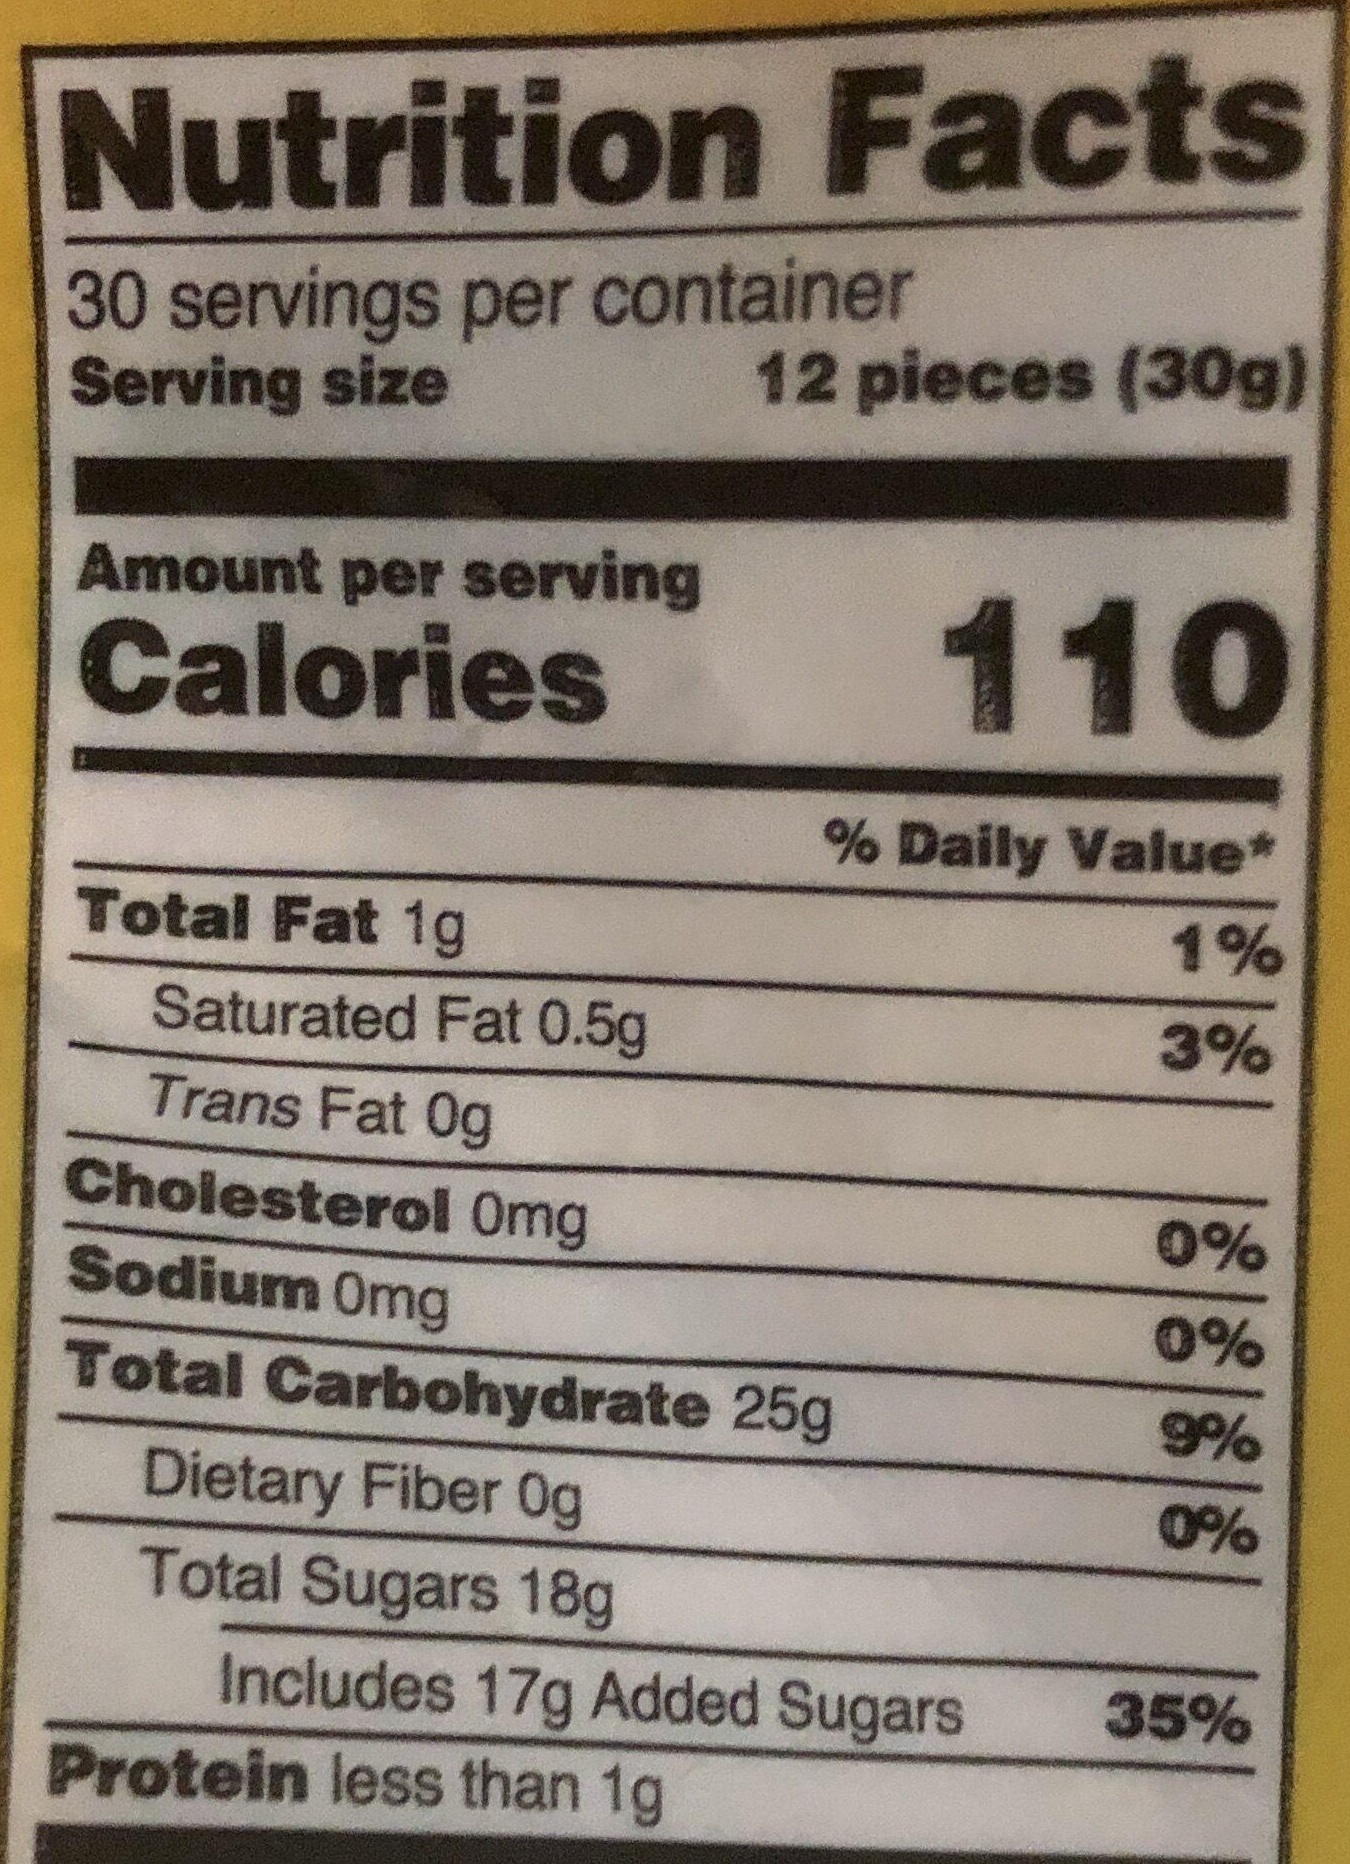 Nutrition Facts
30 servings per container
Serving size 12 pieces (30g)
Amount per serving
Calories 110
% Daily Value*
Total Fat 1g 1%
Saturated Fat 0.5g 3%
Trans Fat 0g
Cholesterol 0mg 0%
Sodium 0mg 0%
Total Carbohydrate 25g 9%
Dietary Fiber 0g 0%
Total Sugars 18g
Includes 17g Added Sugars 35%
Protein less than 1g